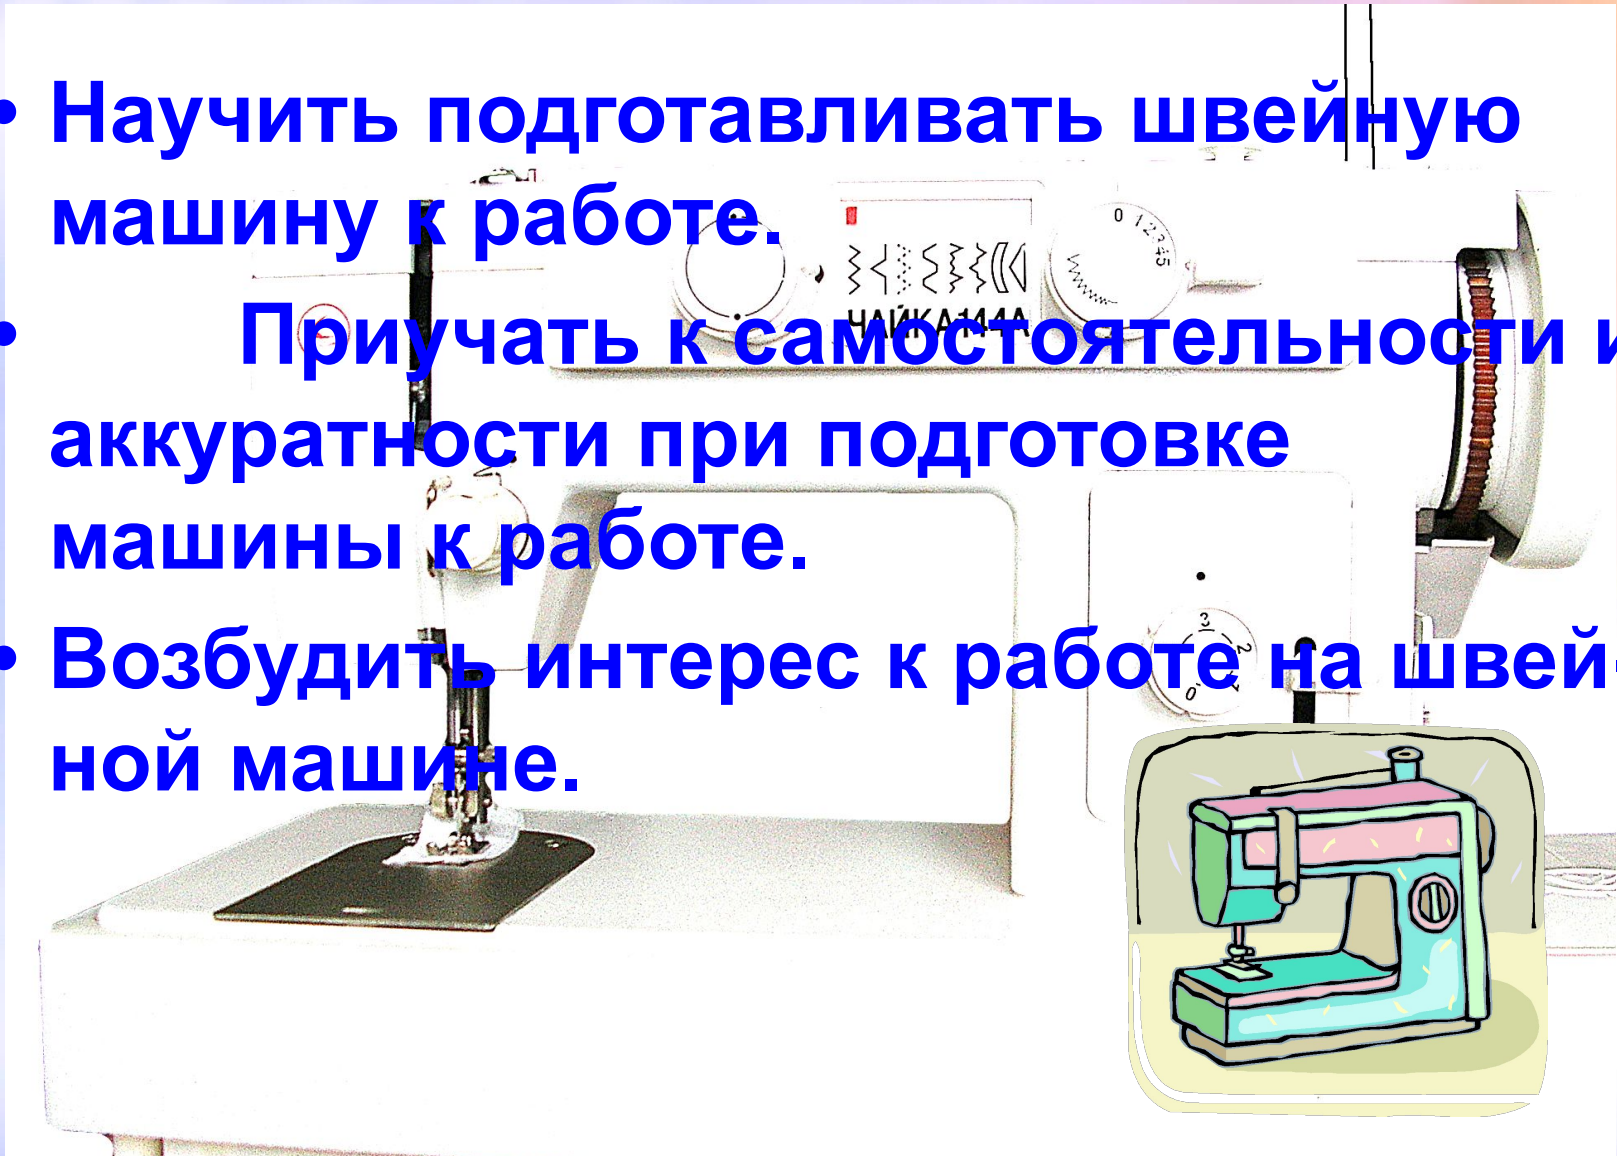 • Научить подготавливать швейную
машину к работе.
0 1 2 3 4 5
ЧАЙКА 144А
• Приучать к самостоятельности и
аккуратности при подготовке
машины к работе.
• Возбудить интерес к работе на швей-
ной машине.
3
2
1
0